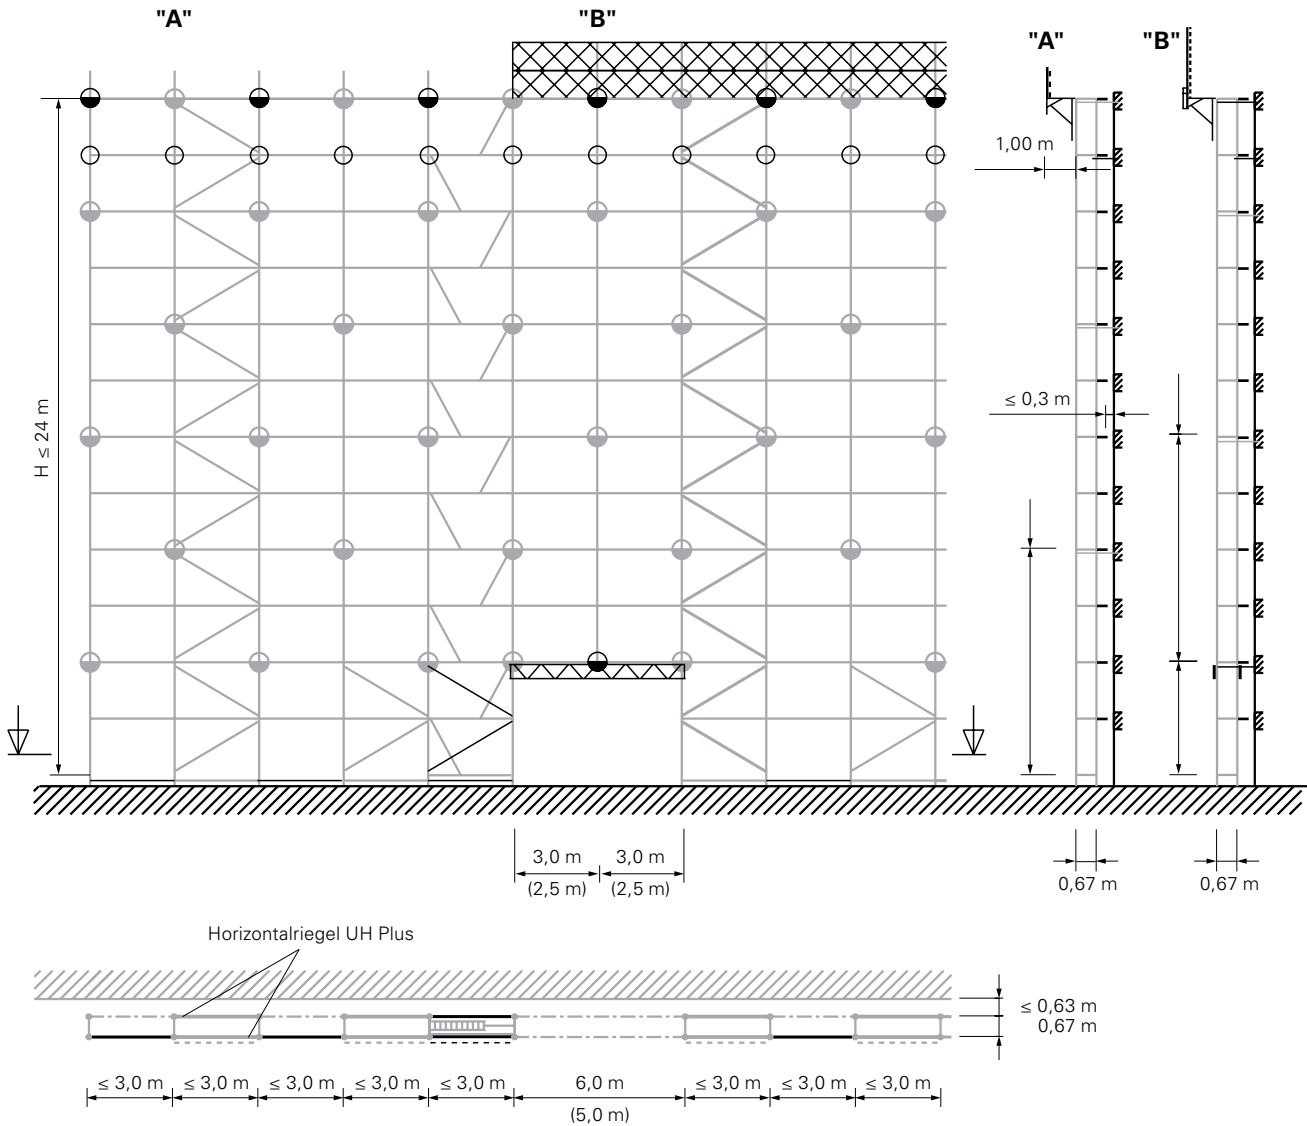 "A"
"B"
"A"
"B"
1,00 m
≤ 0,3 m
H ≤ 24 m
3,0 m
3,0 m
(2,5 m)
(2,5 m)
0,67 m
0,67 m
Horizontalriegel UH Plus
≤ 0,63 m
0,67 m
≤ 3,0 m
≤ 3,0 m
≤ 3,0 m
≤ 3,0 m
≤ 3,0 m
6,0 m
≤ 3,0 m
≤ 3,0 m
≤ 3,0 m
(5,0 m)